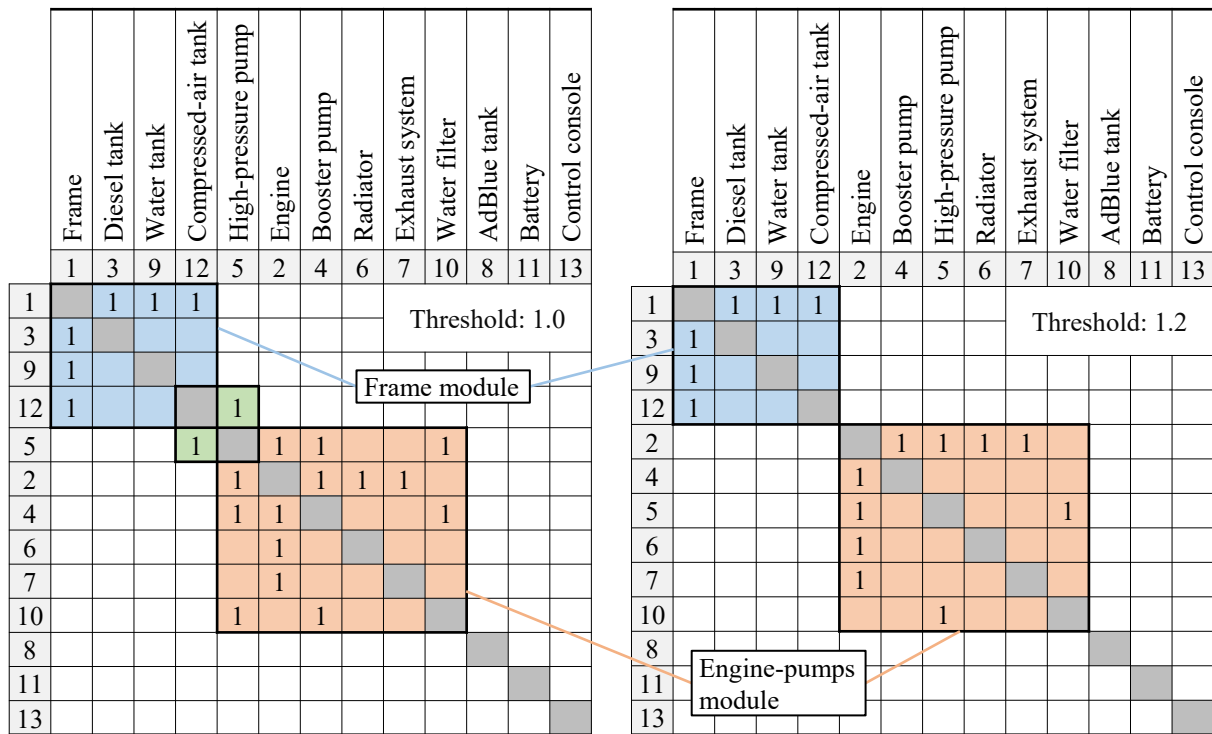 Frame
Diesel tank
Water tank
Compressed-air tank
High-pressure pump
Engine
Booster pump
Radiator
Exhaust system
Water filter
AdBlue tank
Battery
Control console
1 3 9 12 5 2 4 6 7 10 8 11 13
1 1 1 1
Threshold: 1.0
3 1
9 1
Frame module
12 1 1
5 1 1 1 1
2 1 1 1 1
4 1 1 1
6 1
7 1
10 1 1
8
11
13
Frame
Diesel tank
Water tank
Compressed-air tank
Engine
Booster pump
High-pressure pump
Radiator
Exhaust system
Water filter
AdBlue tank
Battery
Control console
1 3 9 12 2 4 5 6 7 10 8 11 13
1 1 1 1
Threshold: 1.2
3 1
9 1
12 1
2 1 1 1 1
4 1
5 1 1
6 1
7 1
10 1
8
Engine-pumps
module
11
13